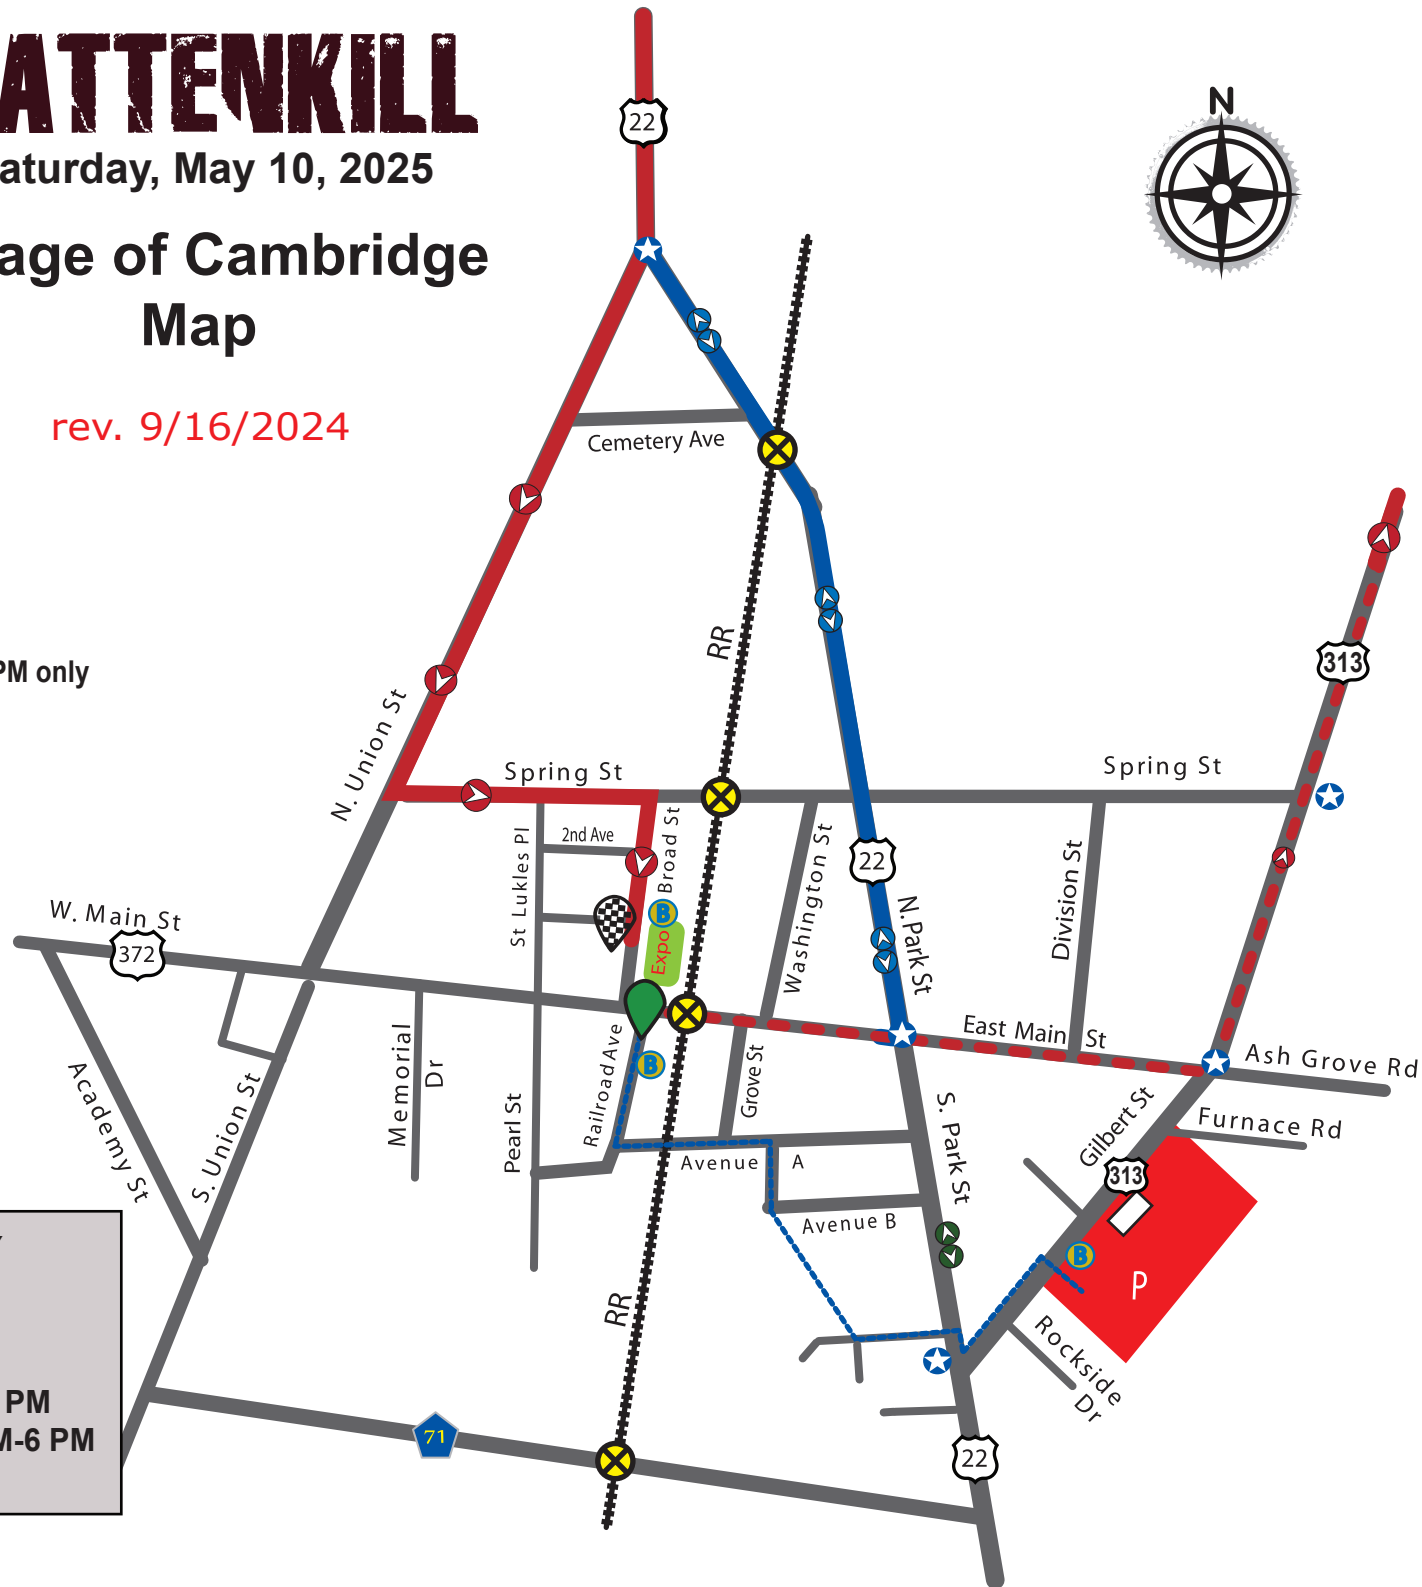 ATTENKILL
aturday, May 10, 2025
age of Cambridge
Map
rev. 9/16/2024
PM only
N
22
Cemetery Ave
RR
N. Union St
Spring St
Spring St
313
2nd Ave
Broad St
St Lukles Pl
Washington St
22
N.Park St
Division St
W. Main St
372
B
Expo
East Main St
Ash Grove Rd
Memorial
Dr
Railroad Ave
B
Grove St
Academy St
S. Union St
Pearl St
Avenue A
S. Park St
Gilbert St
Furnace Rd
313
Avenue B
B
P
RR
Rockside
Dr
PM
M-6 PM
71
22